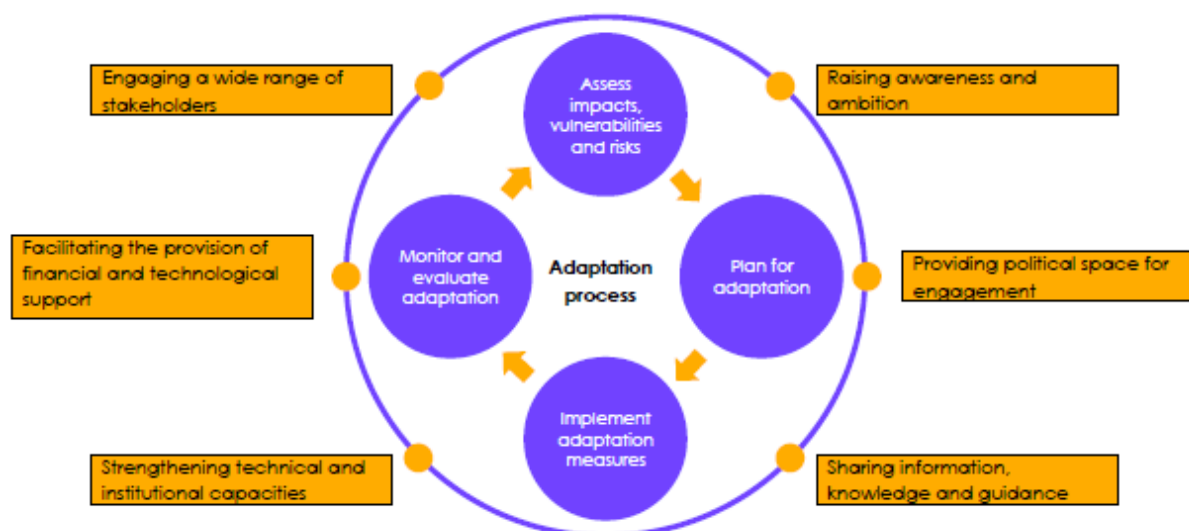 Engaging a wide range of
stakeholders
Assess
impacts,
vulnerabilities
and risks
Raising awareness and
ambition
Facilitating the provision of
financial and technological
support
Monitor and
evaluate
adaptation
Adaptation
process
Plan for
adaptation
Providing political space for
engagement
Strengthening technical and
institutional capacities
Implement
adaptation
measures
Sharing information,
knowledge and guidance